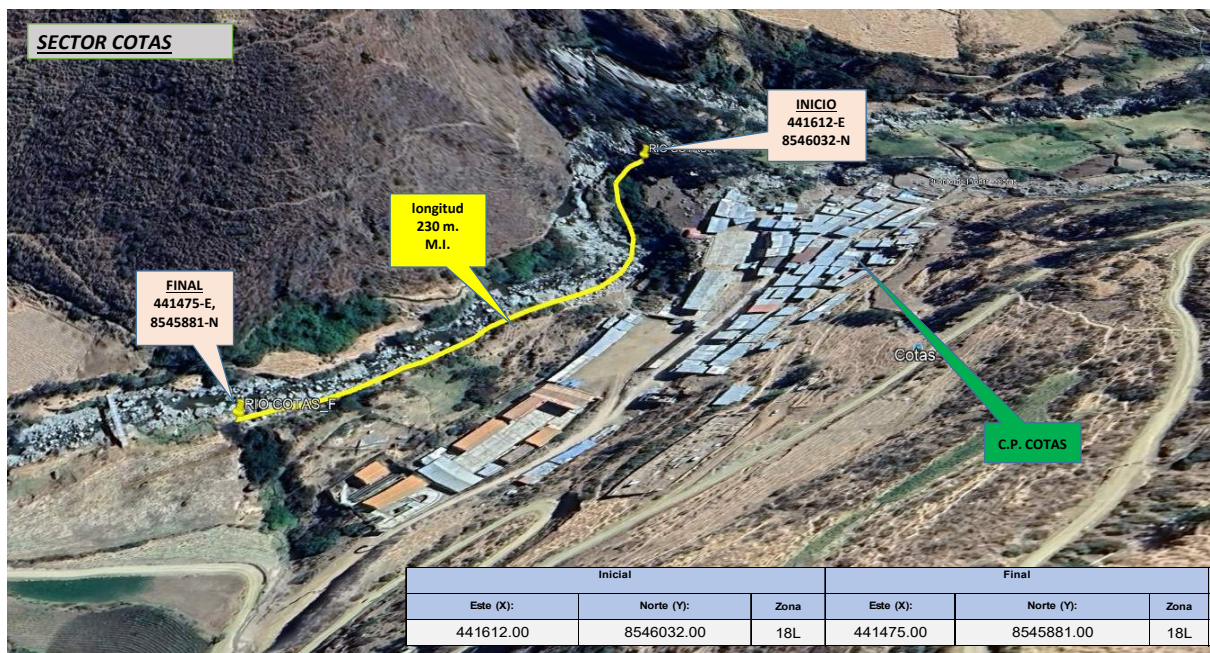 SECTOR COTAS
INICIO
441612-E
8546032-N
longitud
230 m.
M.I.
FINAL
441475-E,
8545881-N
RIO COTAS_F
Cotas
C.P. COTAS
Inicial Final
Este (X): Norte (Y): Zona Este (X): Norte (Y): Zona
441612.00 8546032.00 18L 441475.00 8545881.00 18L